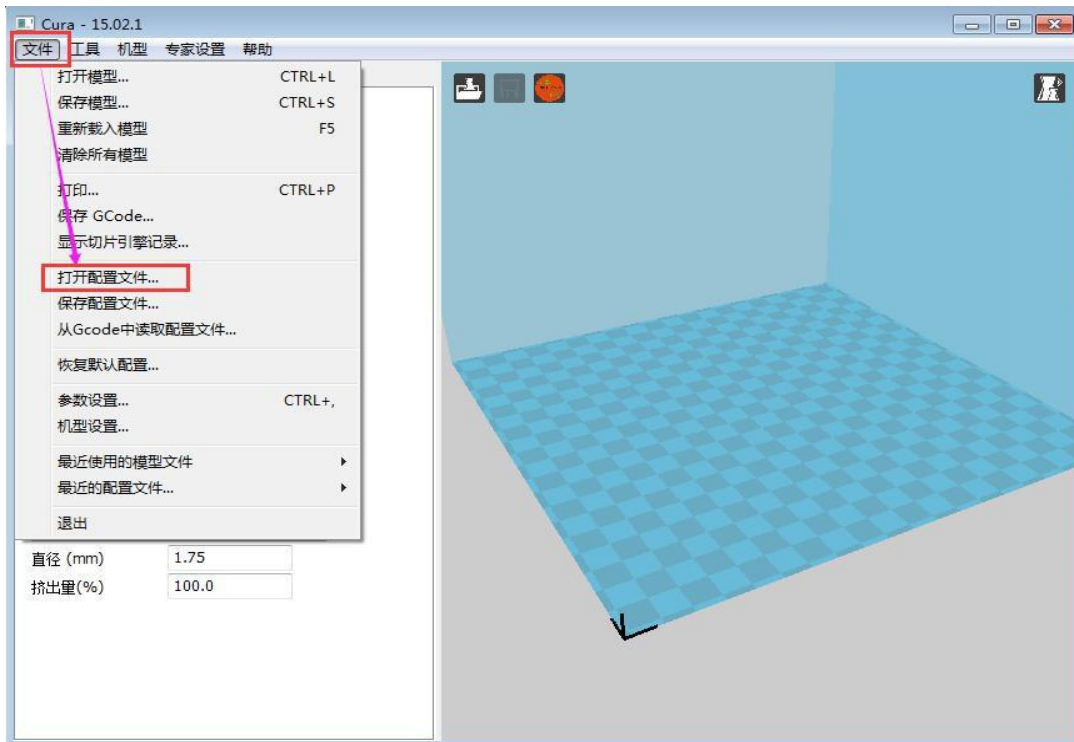 Cura - 15.02.1
文件 工具 机型 专家设置 帮助
打开模型... CTRL+L
保存模型... CTRL+S
重新载入模型 F5
清除所有模型
打印... CTRL+P
保存 GCode...
显示切片引擎记录...
打开配置文件...
保存配置文件...
从Gcode中读取配置文件...
恢复默认配置...
参数设置... CTRL+,
机型设置...
最近使用的模型文件
最近的配置文件...
退出
直径 (mm) 1.75
挤出量(%) 100.0